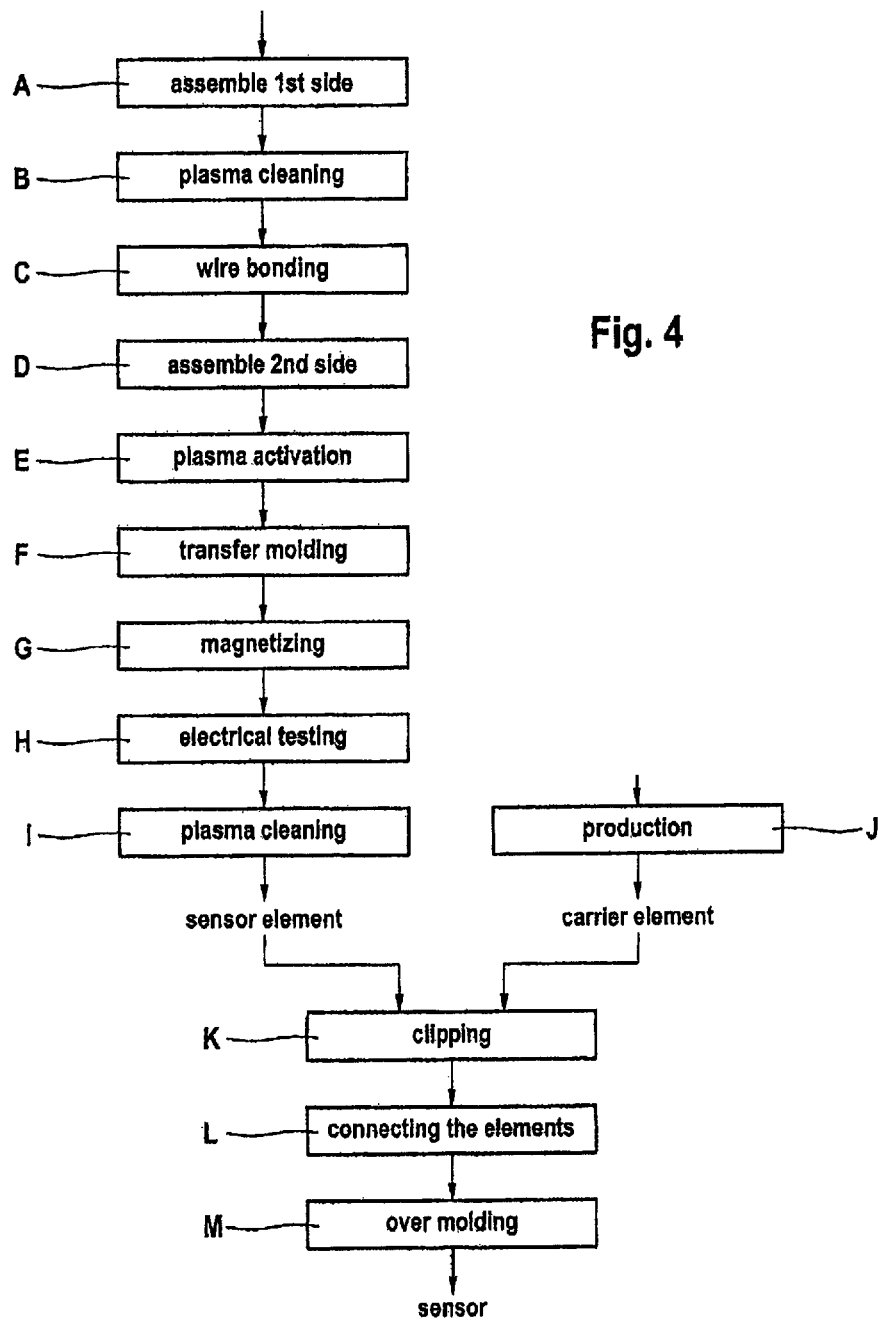 A
assemble 1st side
B
plasma cleaning
C
wire bonding
Fig. 4
D
assemble 2nd side
E
plasma activation
F
transfer molding
G
magnetizing
H
electrical testing
I
plasma cleaning
production
J
sensor element
carrier element
K
clipping
L
connecting the elements
M
over molding
sensor